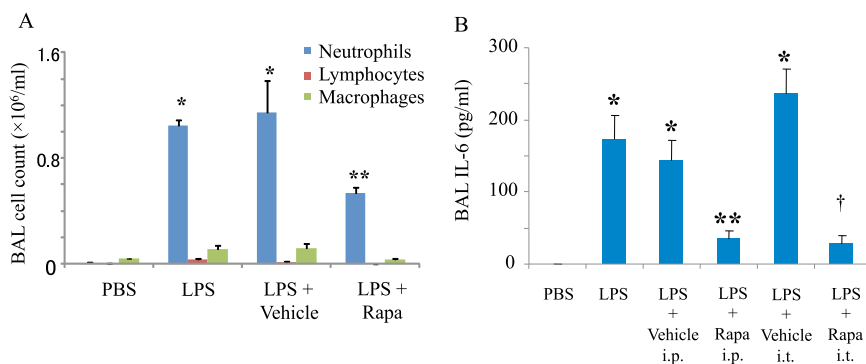 A
BAL cell count (×10⁶/ml)
1.6
0.8
0
Neutrophils
Lymphocytes
Macrophages
*
*
**
PBS
LPS
LPS +
Vehicle
LPS +
Rapa
B
BAL IL-6 (pg/ml)
300
200
100
0
*
*
**
*
†
PBS
LPS
LPS
+
Vehicle
i.p.
LPS
+
Rapa
i.p.
LPS
+
Vehicle
i.t.
LPS
+
Rapa
i.t.